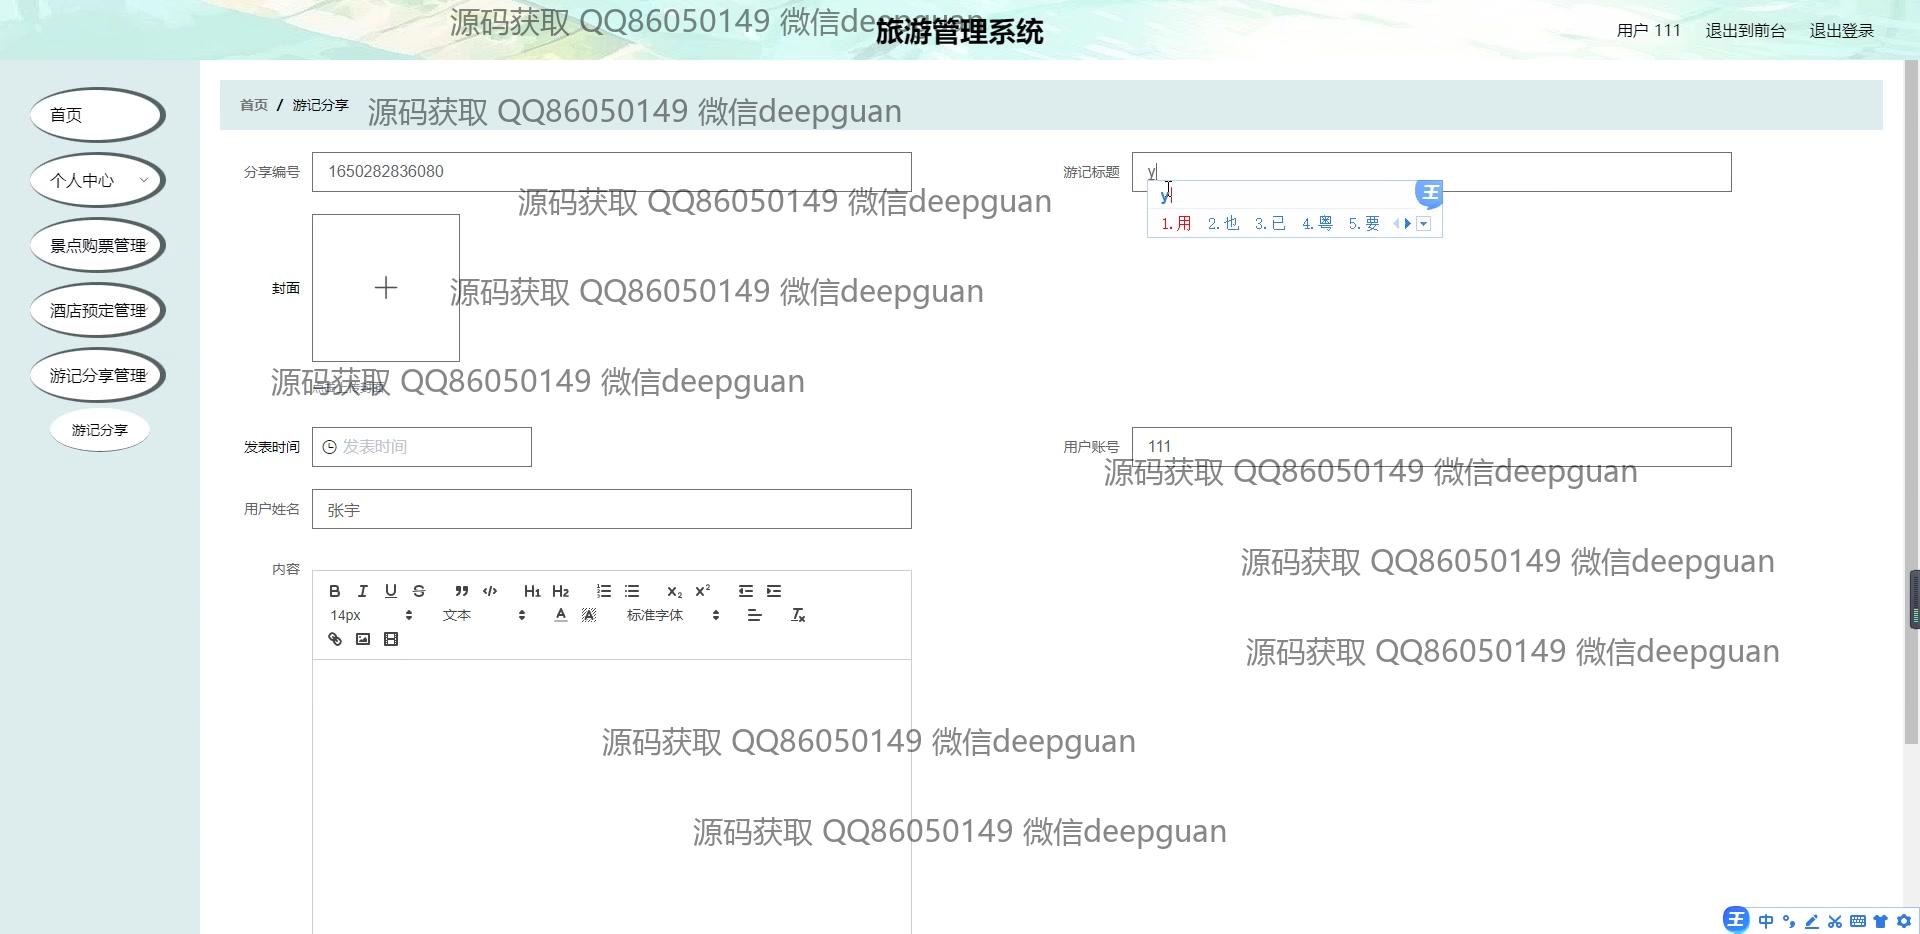 源码获取 QQ86050149 微信deepguan
旅游管理系统
用户 111 退出到前台 退出登录
首页
个人中心
景点购票管理
酒店预定管理
游记分享管理
游记分享
首页 / 游记分享
源码获取 QQ86050149 微信deepguan
分享编号 1650282836080
游记标题 y
y
1.用 2.也 3.已 4.粤 5.要
王
源码获取 QQ86050149 微信deepguan
封面
源码获取 QQ86050149 微信deepguan
点击上传封面
源码获取 QQ86050149 微信deepguan
发表时间 发表时间
用户账号 111
源码获取 QQ86050149 微信deepguan
用户姓名 张宇
源码获取 QQ86050149 微信deepguan
内容
B I U S H1 H2 x₂ x²
14px 文本 A A 标准字体 Tx
源码获取 QQ86050149 微信deepguan
源码获取 QQ86050149 微信deepguan
源码获取 QQ86050149 微信deepguan
王 中